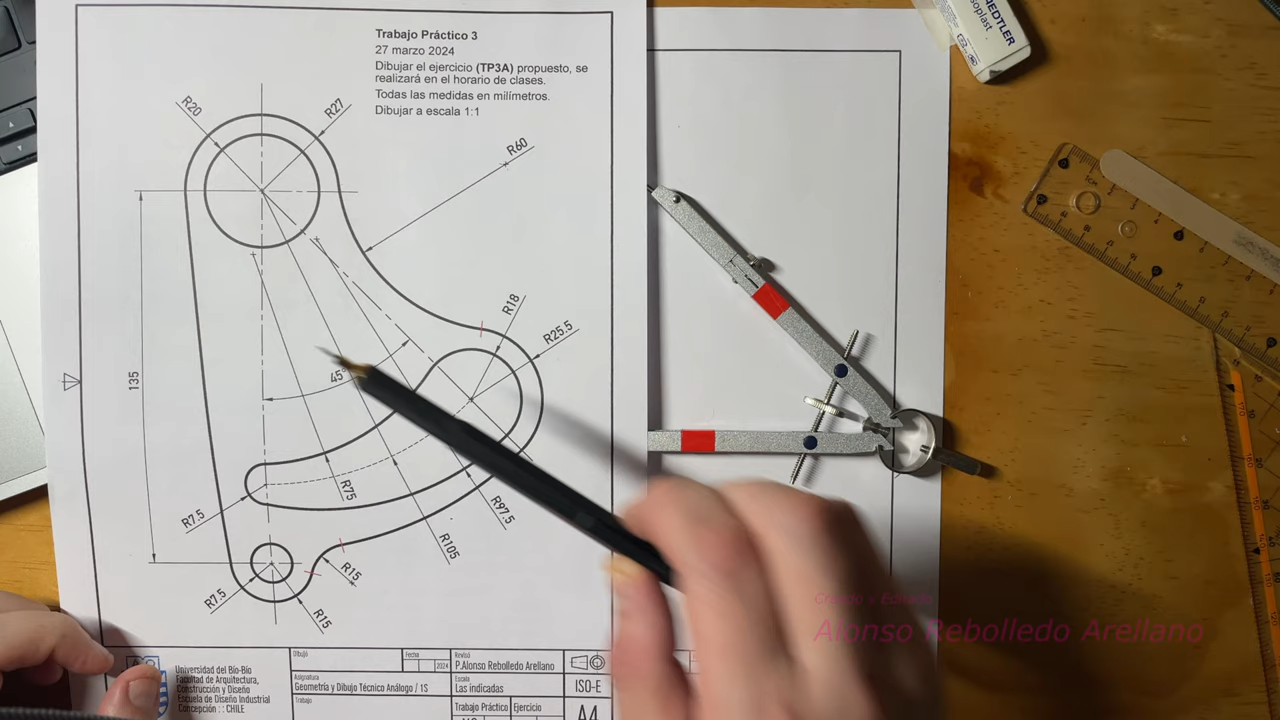 Trabajo Práctico 3
27 marzo 2024
Dibujar el ejercicio (TP3A) propuesto, se
realizará en el horario de clases.
Todas las medidas en milímetros.
Dibujar a escala 1:1
R20
R27
R60
R18
R25.5
135
45°
R75
R7.5
R97.5
R105
R15
R7.5
R15
Universidad del Bío-Bío
Facultad de Arquitectura,
Construcción y Diseño
Escuela de Diseño Industrial
Concepción : : CHILE
Dibujó
Fecha
2024
Revisó
P.Alonso Rebolledo Arellano
Asignatura
Geometría y Dibujo Técnico Análogo / 1S
Escala
Las indicadas
ISO-E
Trabajo
Trabajo Práctico
Ejercicio
A4
Alonso Rebolledo Arellano